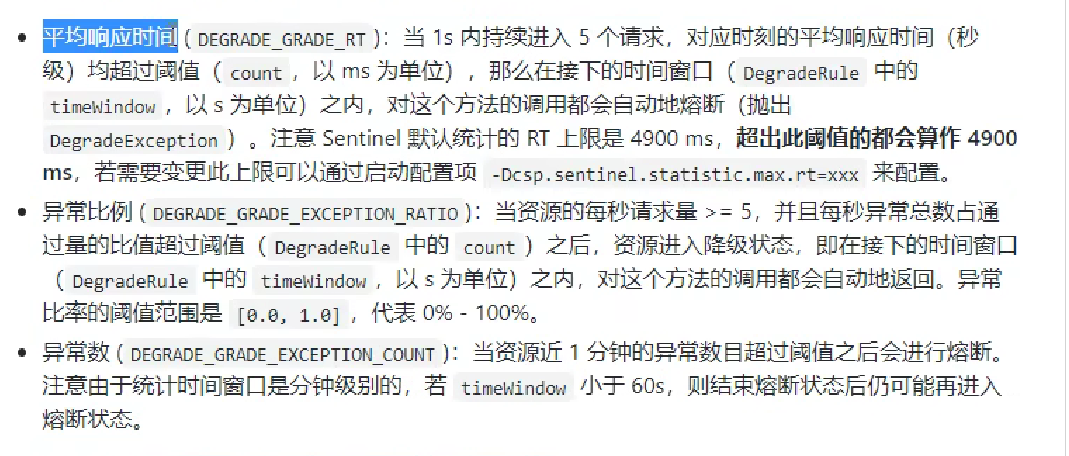 平均响应时间 (DEGRADE_GRADE_RT)：当 1s 内持续进入 5 个请求，对应时刻的平均响应时间（秒
级）均超过阈值（count，以 ms 为单位），那么在接下的时间窗口（DegradeRule 中的
timeWindow，以 s 为单位）之内，对这个方法的调用都会自动地熔断（抛出
DegradeException）。注意 Sentinel 默认统计的 RT 上限是 4900 ms，超出此阈值的都会算作 4900
ms，若需要变更此上限可以通过启动配置项 -Dcsp.sentinel.statistic.max.rt=xxx 来配置。
异常比例 (DEGRADE_GRADE_EXCEPTION_RATIO)：当资源的每秒请求量 >= 5，并且每秒异常总数占通
过量的比值超过阈值（DegradeRule 中的 count）之后，资源进入降级状态，即在接下的时间窗口
（DegradeRule 中的 timeWindow，以 s 为单位）之内，对这个方法的调用都会自动地返回。异常
比率的阈值范围是 [0.0, 1.0]，代表 0% - 100%。
异常数 (DEGRADE_GRADE_EXCEPTION_COUNT)：当资源近 1 分钟的异常数目超过阈值之后会进行熔断。
注意由于统计时间窗口是分钟级别的，若 timeWindow 小于 60s，则结束熔断状态后仍可能再进入
熔断状态。